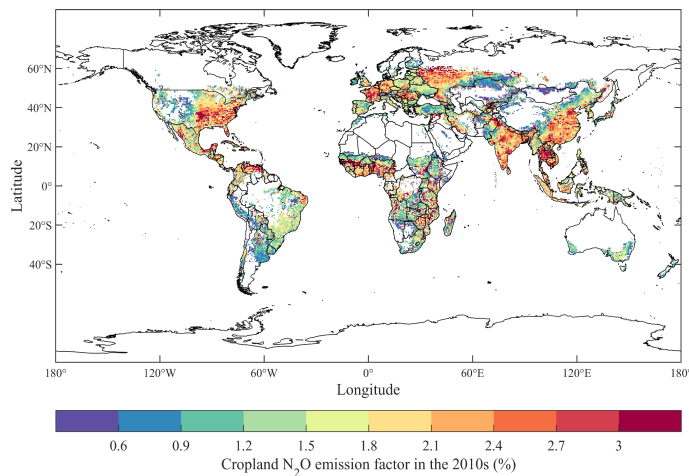 60°N
40°N
20°N
0°
20°S
40°S
Latitude
180°
120°W
60°W
0°
60°E
120°E
180°
Longitude
0.6
0.9
1.2
1.5
1.8
2.1
2.4
2.7
3
Cropland N₂O emission factor in the 2010s (%)